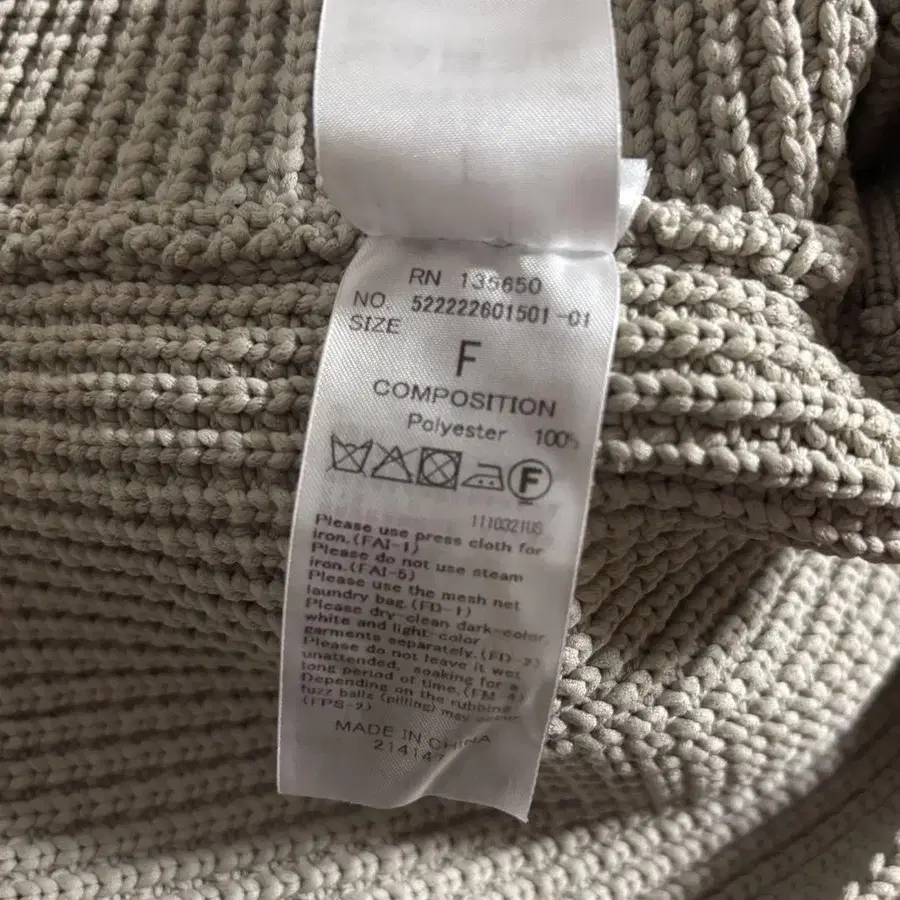 RN 135650
NO 522222601501-01
SIZE
F
COMPOSITION
Polyester 100%
F
1110321US
Please use press cloth for
iron.(FAI-1)
Please do not use steam
iron.(FAI-5)
Please use the mesh net
laundry bag.(FD-1)
Please dry-clean dark-color,
white and light-color
garments separately.(FD-2)
Please do not leave it wet
unattended, soaking for a
long period of time.(FM-4)
Depending on the rubbing
fuzz balls (pilling) may occur
(FPS-2)
MADE IN CHINA
214147